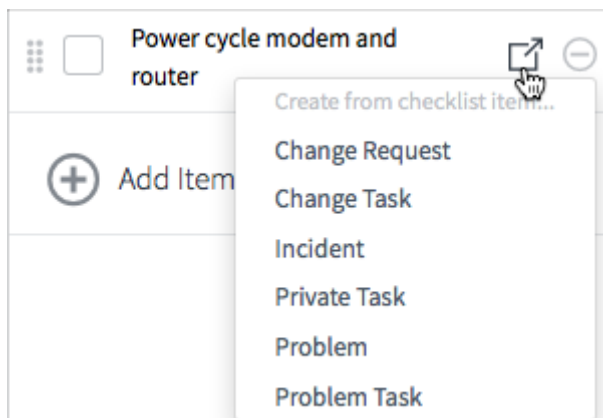 Power cycle modem and
router
Create from checklist item...
Change Request
Add Item
Change Task
Incident
Private Task
Problem
Problem Task